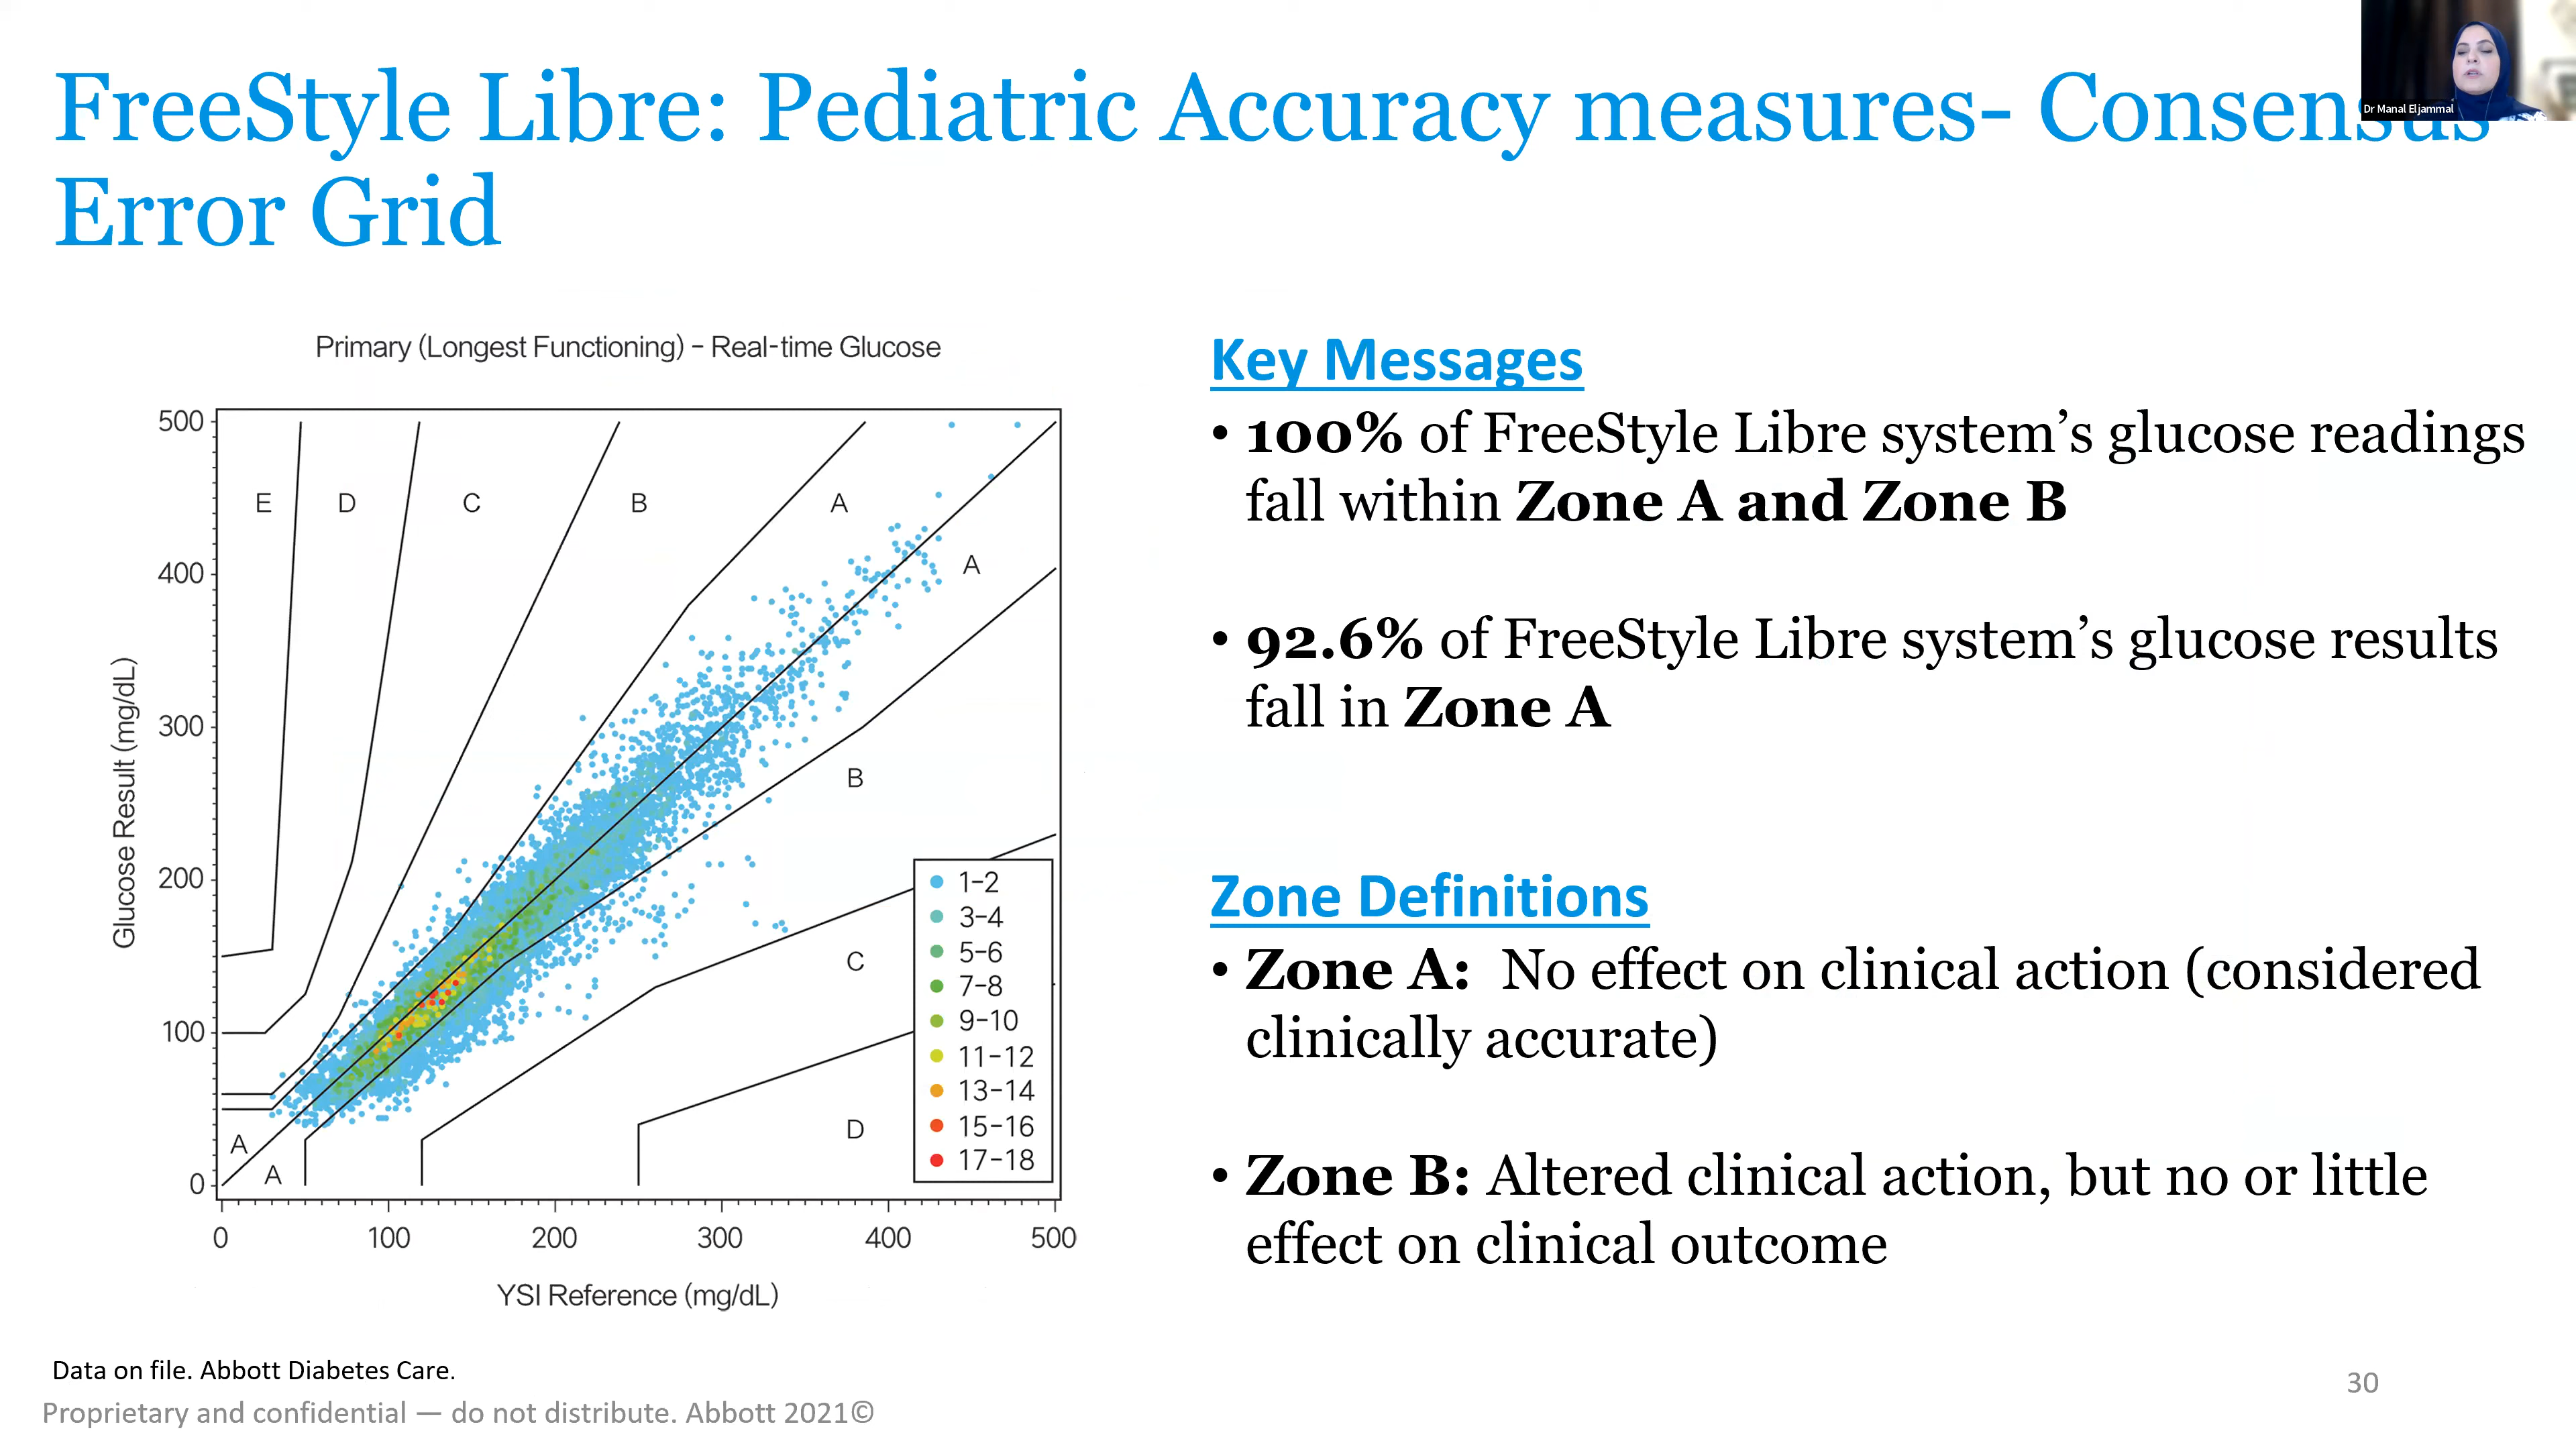 FreeStyle Libre: Pediatric Accuracy measures- Consensus
Error Grid
Dr Manal Eljammal
Primary (Longest Functioning) – Real-time Glucose
500
400
300
200
100
0
Glucose Result (mg/dL)
E
D
C
B
A
A
B
C
D
A
A
1–2
3–4
5–6
7–8
9–10
11–12
13–14
15–16
17–18
0
100
200
300
400
500
YSI Reference (mg/dL)
Key Messages
• 100% of FreeStyle Libre system’s glucose readings
fall within Zone A and Zone B
• 92.6% of FreeStyle Libre system’s glucose results
fall in Zone A
Zone Definitions
• Zone A: No effect on clinical action (considered
clinically accurate)
• Zone B: Altered clinical action, but no or little
effect on clinical outcome
Data on file. Abbott Diabetes Care.
Proprietary and confidential — do not distribute. Abbott 2021©
30